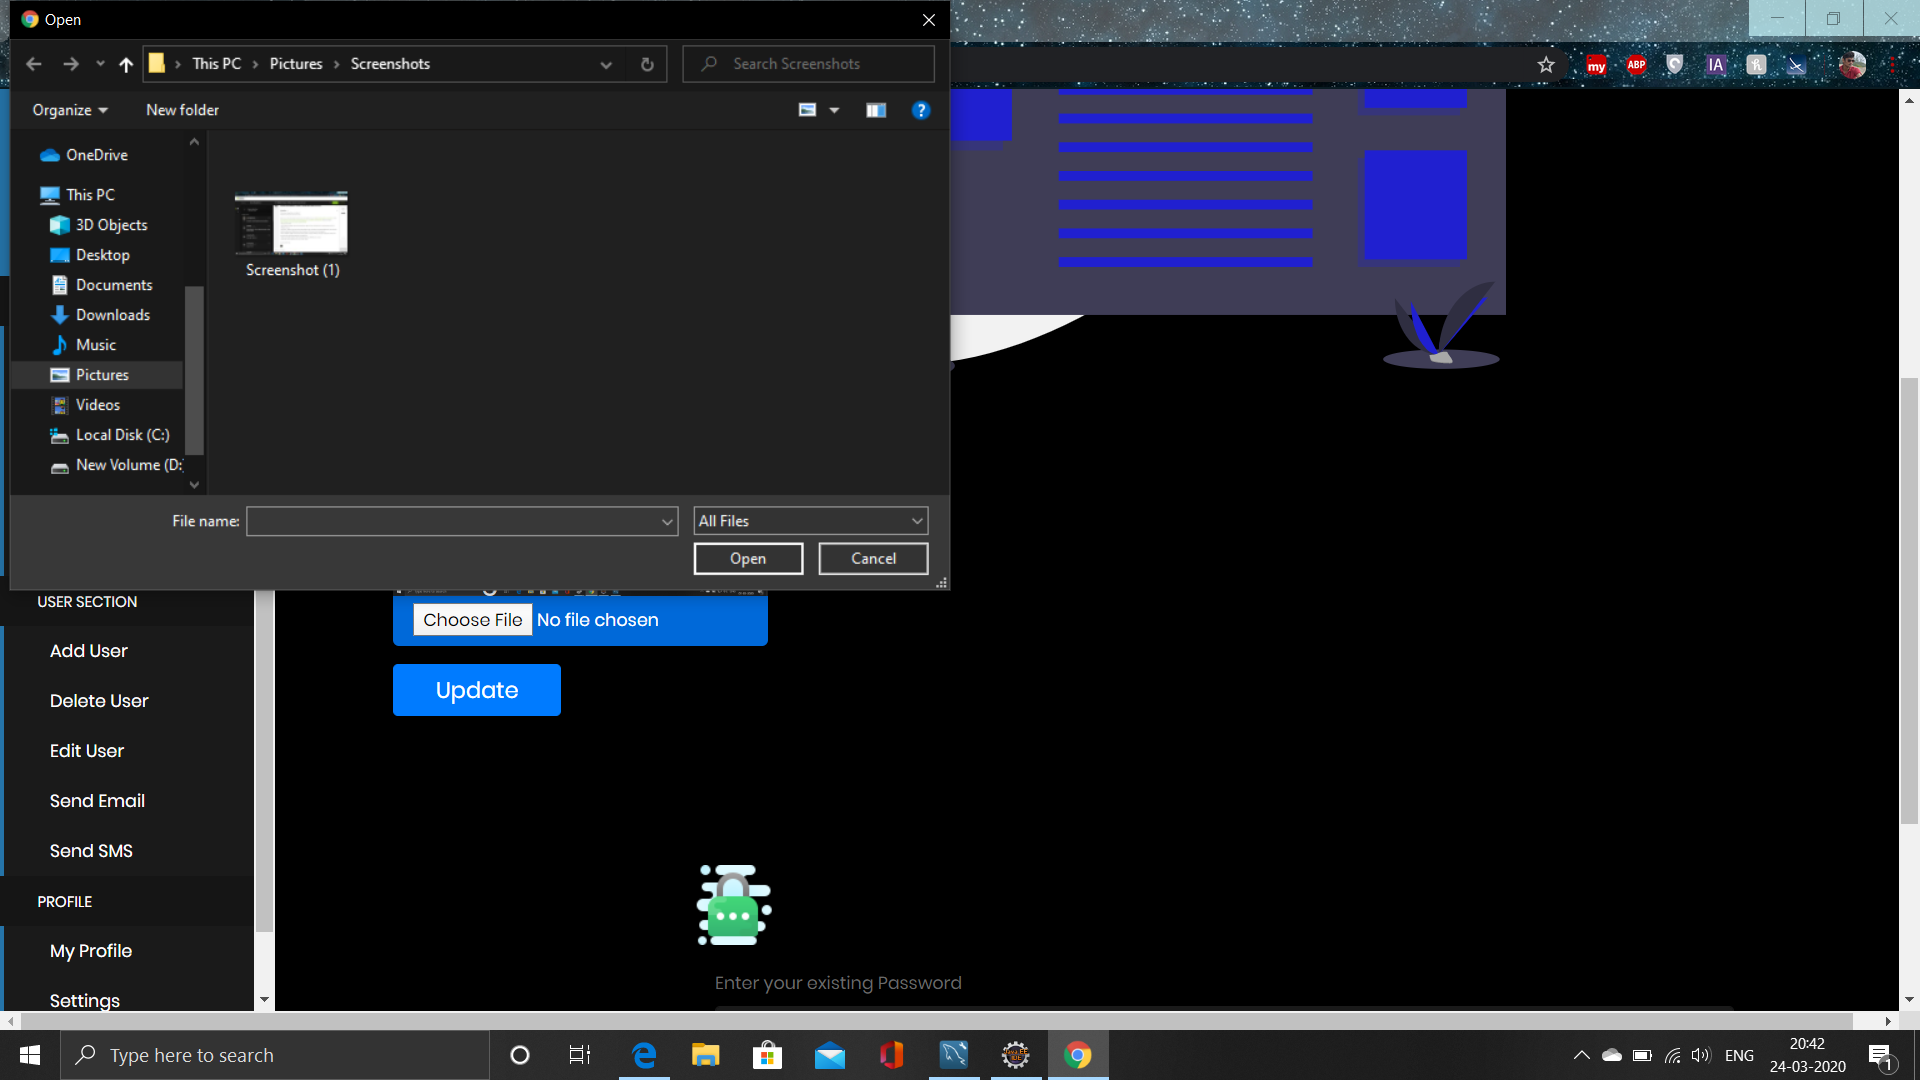 Open
This PC
Pictures
Screenshots
Search Screenshots
my
ABP
IA
Organize
New folder
?
OneDrive
This PC
3D Objects
Desktop
Documents
Downloads
Music
Pictures
Videos
Local Disk (C:)
New Volume (D:
Screenshot (1)
File name:
All Files
Open
Cancel
USER SECTION
Add User
Delete User
Edit User
Send Email
Send SMS
PROFILE
My Profile
Settings
Choose File No file chosen
Update
Enter your existing Password
Type here to search
ENG
20:42
24-03-2020
1